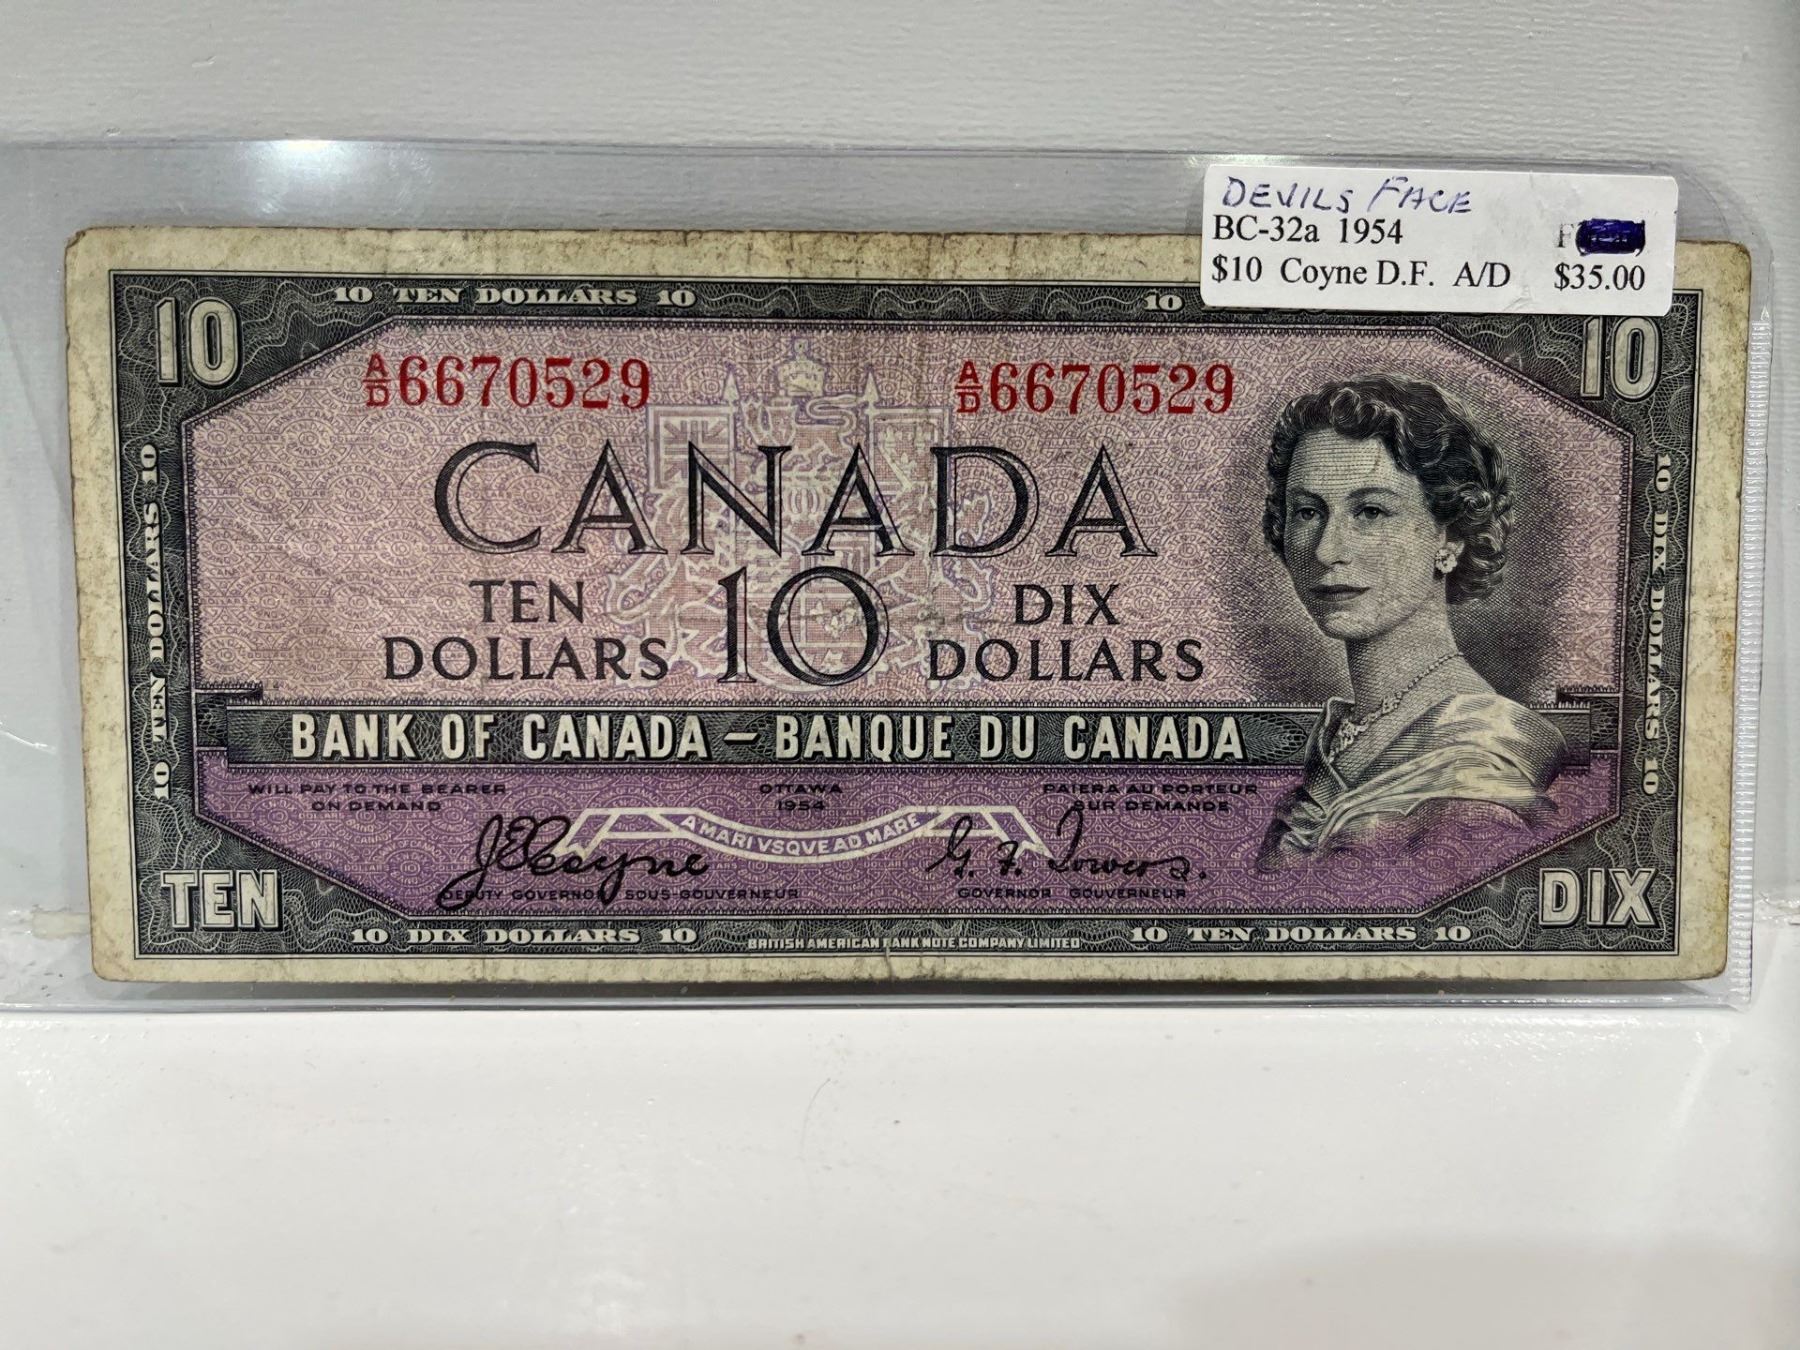 DEVILS FACE
BC-32a 1954 F
$10 Coyne D.F. A/D $35.00
10 TEN DOLLARS 10
10
10
10
A/D 6670529
A/D 6670529
CANADA
TEN DOLLARS
10
DIX DOLLARS
10 TEN DOLLARS 10
10 DIX DOLLARS 10
BANK OF CANADA – BANQUE DU CANADA
WILL PAY TO THE BEARER
ON DEMAND
OTTAWA
1954
PAIERA AU PORTEUR
SUR DEMANDE
A MARI VSQVE AD MARE
J E Coyne
G. F. Towers.
DEPUTY GOVERNOR SOUS-GOUVERNEUR
GOVERNOR GOUVERNEUR
TEN
DIX
10 DIX DOLLARS 10
BRITISH AMERICAN BANK NOTE COMPANY LIMITED
10 TEN DOLLARS 10